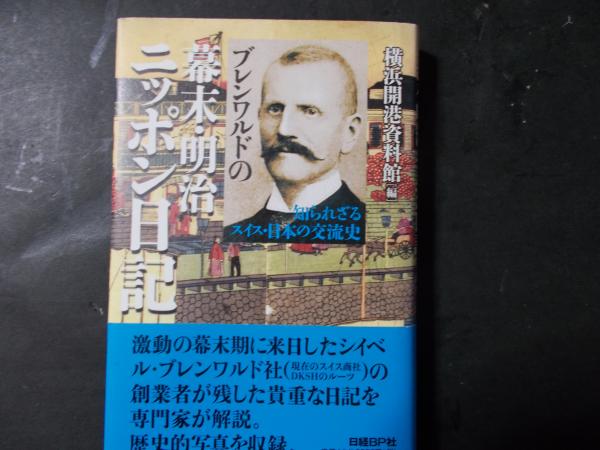 横浜開港資料館[編]
ブレンワルドの
幕末・明治
ニッポン日記
知られざる
スイス・日本の交流史
激動の幕末期に来日したシイベ
ル・ブレンワルド社(現在のスイス商社
DKSHのルーツ)の
創業者が残した貴重な日記を
専門家が解説。
歴史的写真を収録。
日経BP社